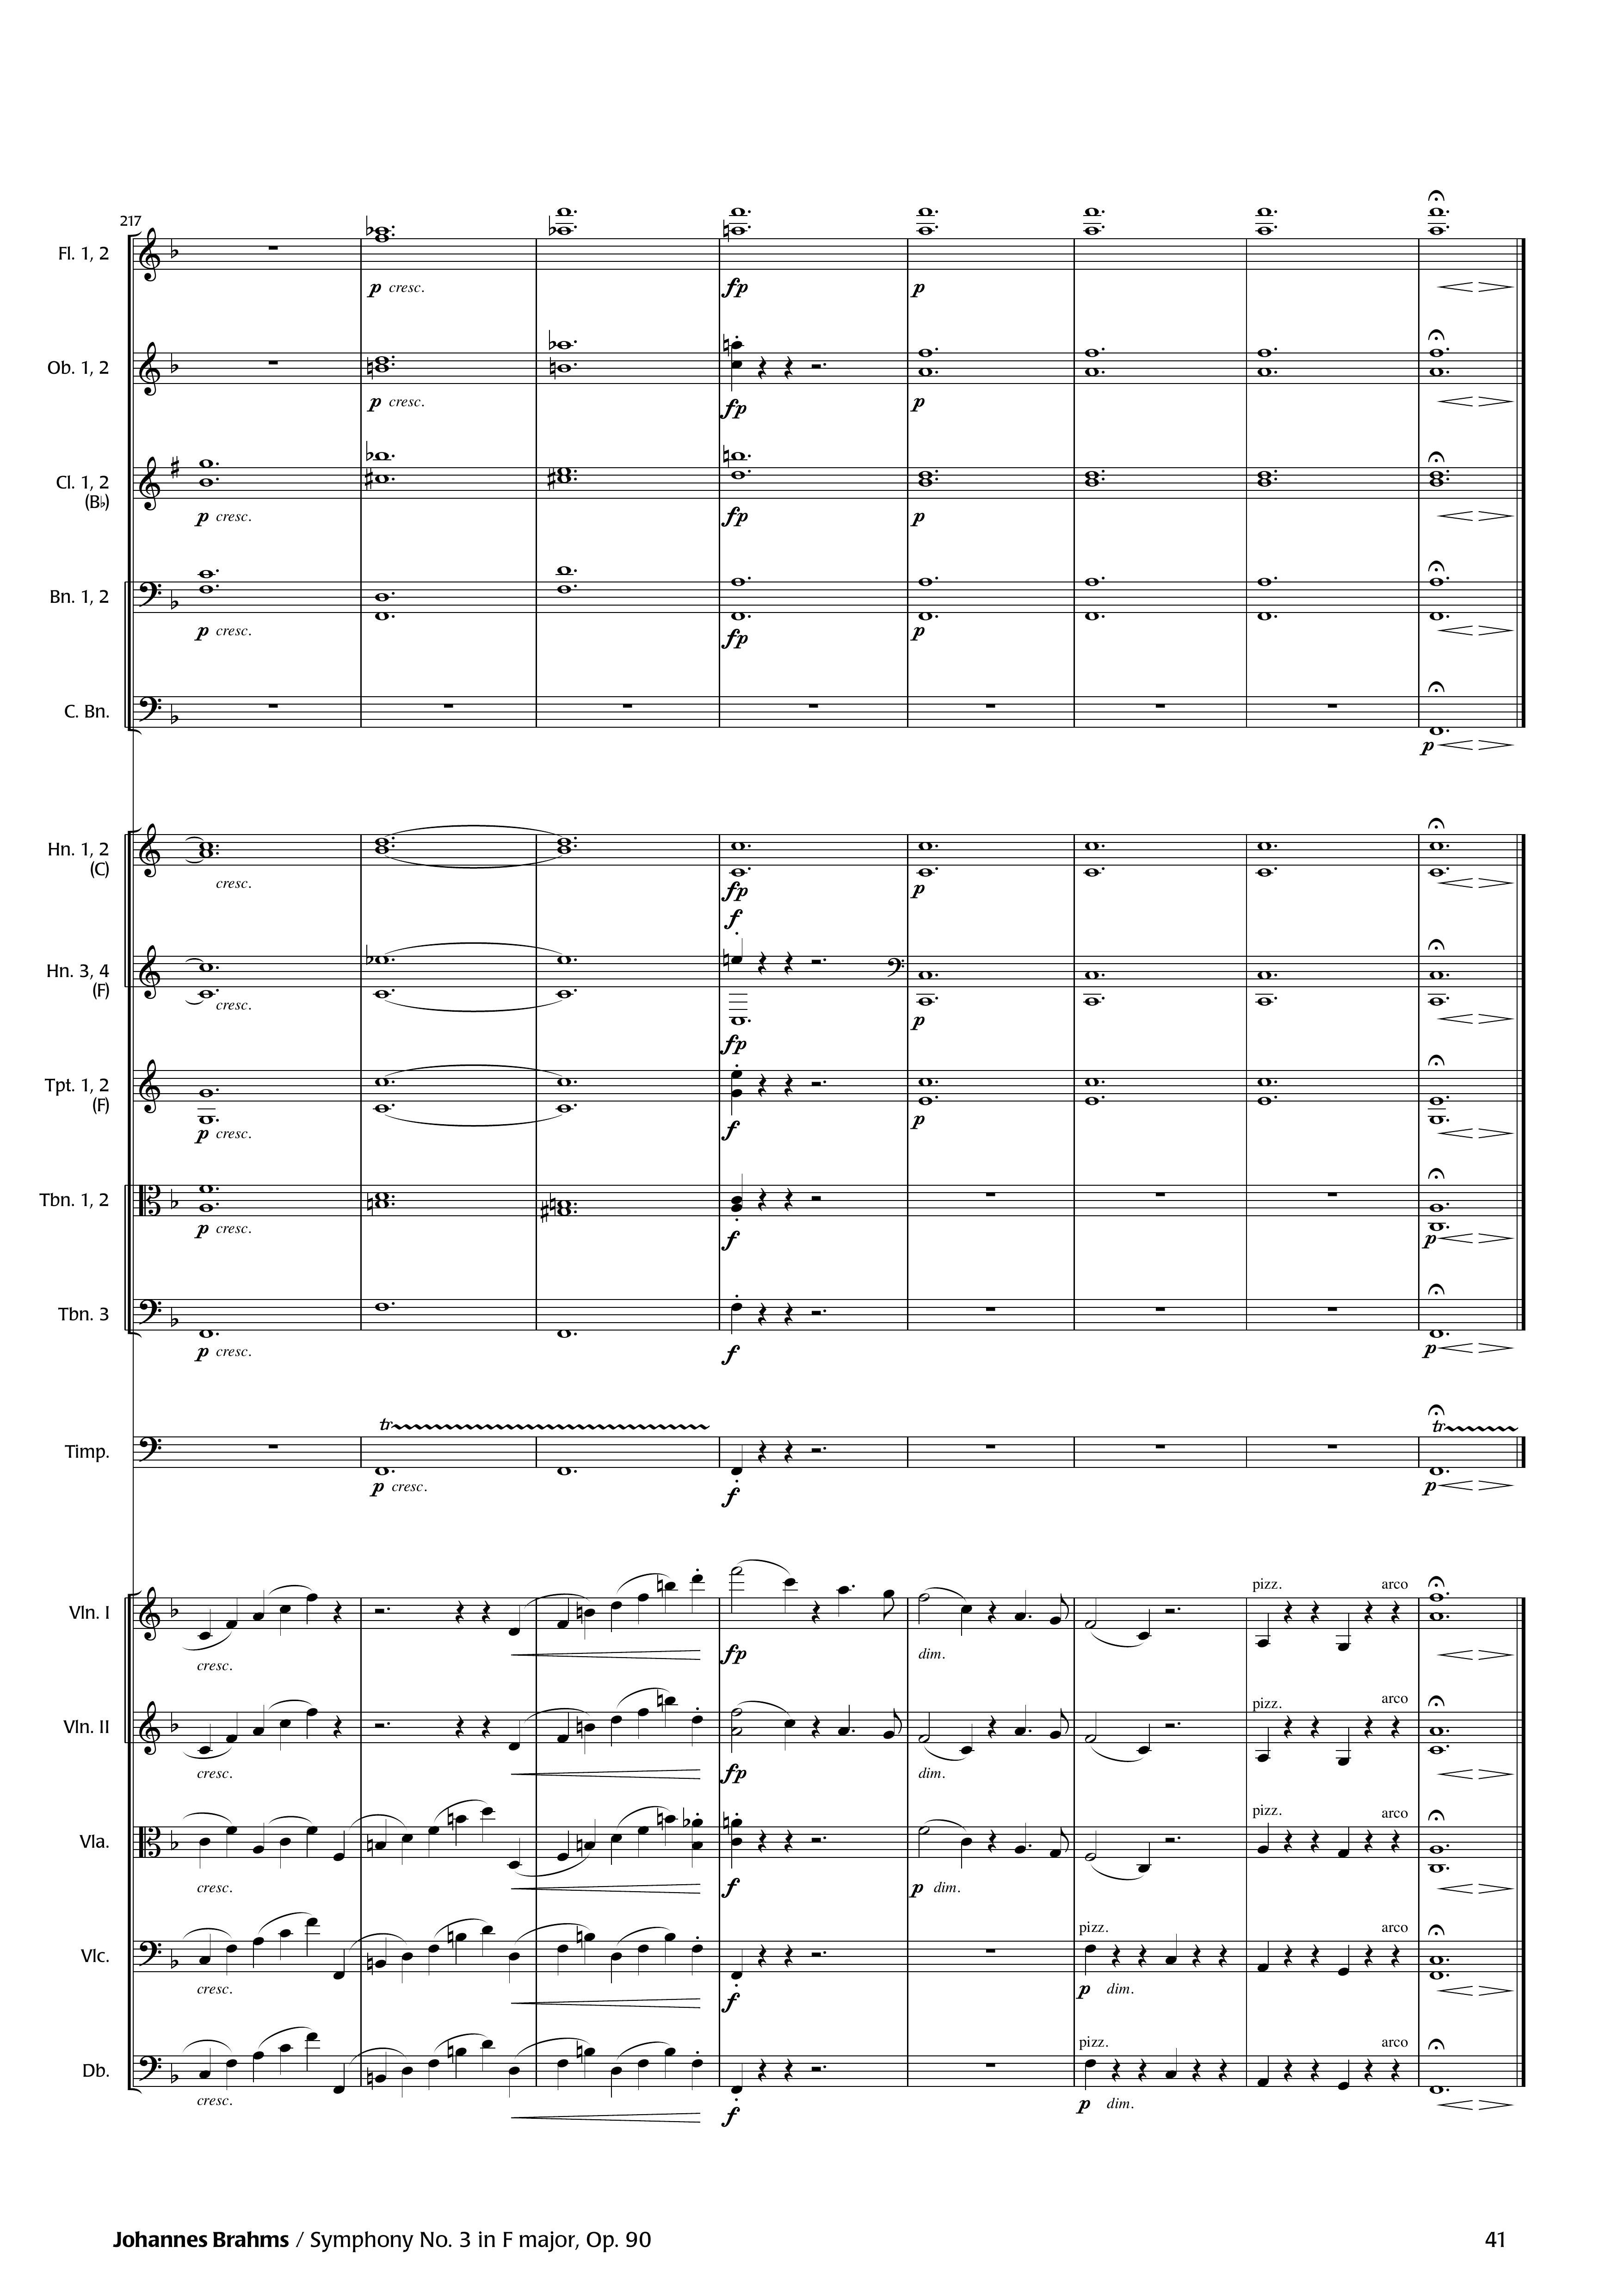 217
Fl. 1, 2
p cresc.
fp
p
Ob. 1, 2
p cresc.
fp
p
Cl. 1, 2
(B♭)
p cresc.
fp
p
Bn. 1, 2
p cresc.
fp
p
C. Bn.
p
Hn. 1, 2
(C)
cresc.
fp
p
f
Hn. 3, 4
(F)
cresc.
fp
p
Tpt. 1, 2
(F)
p cresc.
f
p
Tbn. 1, 2
p cresc.
f
p
Tbn. 3
p cresc.
f
p
tr
tr
Timp.
p cresc.
f
p
pizz.
arco
Vln. I
cresc.
fp
dim.
pizz.
arco
Vln. II
cresc.
fp
dim.
pizz.
arco
Vla.
cresc.
f
p dim.
pizz.
arco
Vlc.
cresc.
f
p dim.
pizz.
arco
Db.
cresc.
f
p dim.
Johannes Brahms / Symphony No. 3 in F major, Op. 90
41